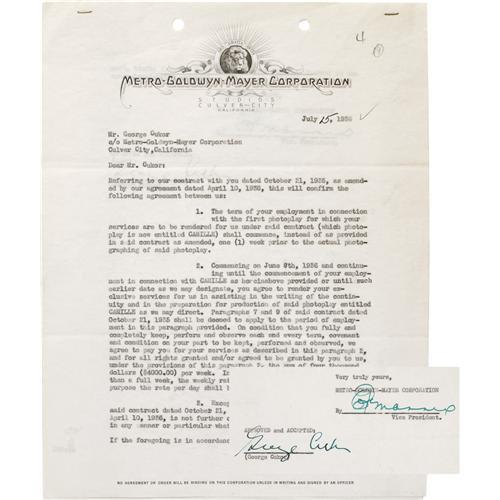 4
1
METRO-GOLDWYN-MAYER CORPORATION
STUDIOS
CULVER CITY
CALIFORNIA
July 15, 1936
Mr. George Cukor
c/o Metro-Goldwyn-Mayer Corporation
Culver City, California
Dear Mr. Cukor:
Referring to our contract with you dated October 21, 1935, as amend-
ed by our agreement dated April 10, 1936, this will confirm the
following agreement between us:
1. The term of your employment in connection
with the first photoplay for which your
services are to be rendered for us under said contract (which photo-
play is now entitled CAMILLE) shall commence, instead of as provided
in said contract as amended, one (1) week prior to the actual photo-
graphing of said photoplay.
2. Commencing on June 8th, 1936 and continu-
ing until the commencement of your employ-
ment in connection with CAMILLE as hereinabove provided or until such
earlier date as we may designate, you agree to render your ex-
clusive services for us in assisting in the writing of the contin-
uity and in the preparation for production of said photoplay entitled
CAMILLE as we may direct. Paragraphs 7 and 9 of said contract dated
October 21, 1935 shall be deemed to apply to the period of employ-
ment in this paragraph provided. On condition that you fully and
completely keep, perform and observe each and every term, covenant
and condition on your part to be kept, performed and observed, we
agree to pay you for your services as described in this paragraph 2,
and for all rights granted and/or agreed to be granted by you to us,
under the provisions of this paragraph 2, the sum of four thousand
dollars ($4000.00) per week. I
than a full week, the weekly ra
purpose the rate per day shall b
3. Excep
said contract dated October 21,
April 10, 1936, is not further
in any manner or particular what
If the foregoing is in accordanc
Very truly yours,
METRO-GOLDWYN-MAYER CORPORATION
By
Vice President.
APPROVED and ACCEPTED:
George Cukor
(George Cukor)
NO AGREEMENT OR ORDER WILL BE BINDING ON THIS CORPORATION UNLESS IN WRITING AND SIGNED BY AN OFFICER